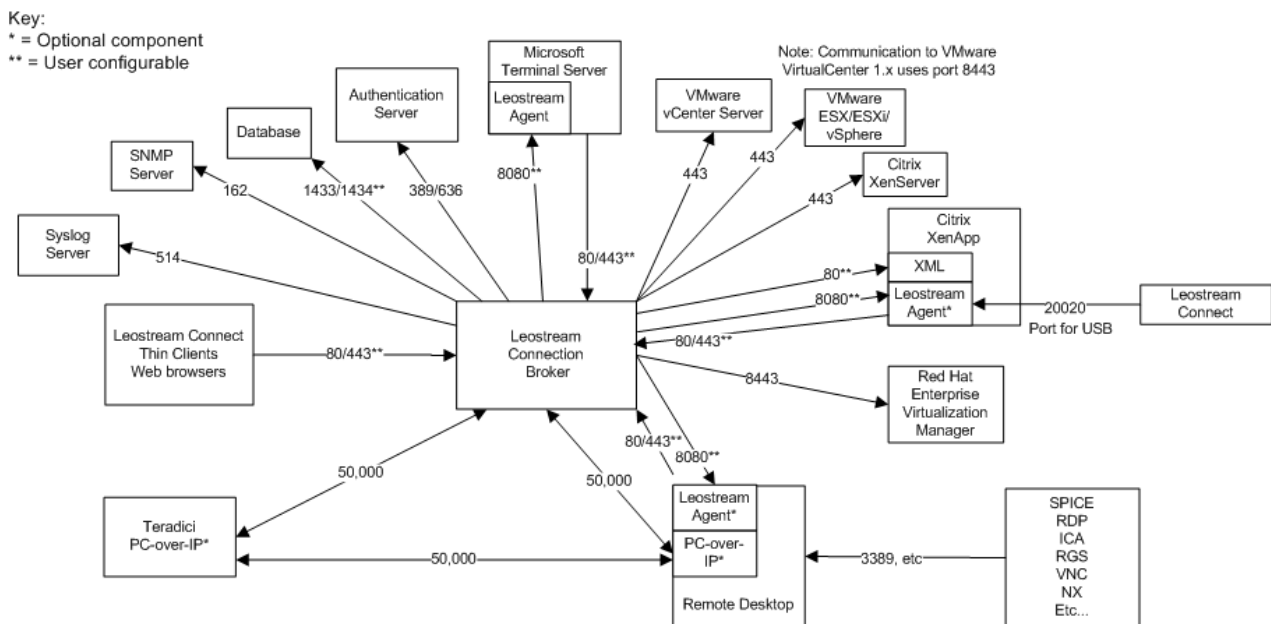 Key:
* = Optional component
** = User configurable
Microsoft
Terminal Server
Leostream
Agent
Note: Communication to VMware
VirtualCenter 1.x uses port 8443
Authentication
Server
VMware
vCenter Server
VMware
ESX/ESXi/
vSphere
Database
SNMP
Server
Citrix
XenServer
162
1433/1434**
389/636
8080**
443
443
443
Syslog
Server
514
80/443**
Citrix
XenApp
XML
Leostream
Agent*
80**
8080**
80/443**
20020
Port for USB
Leostream
Connect
Leostream Connect
Thin Clients
Web browsers
80/443**
Leostream
Connection
Broker
8443
Red Hat
Enterprise
Virtualization
Manager
80/443**
8080**
50,000
50,000
Teradici
PC-over-IP*
50,000
Leostream
Agent*
PC-over-
IP*
Remote Desktop
3389, etc
SPICE
RDP
ICA
RGS
VNC
NX
Etc...